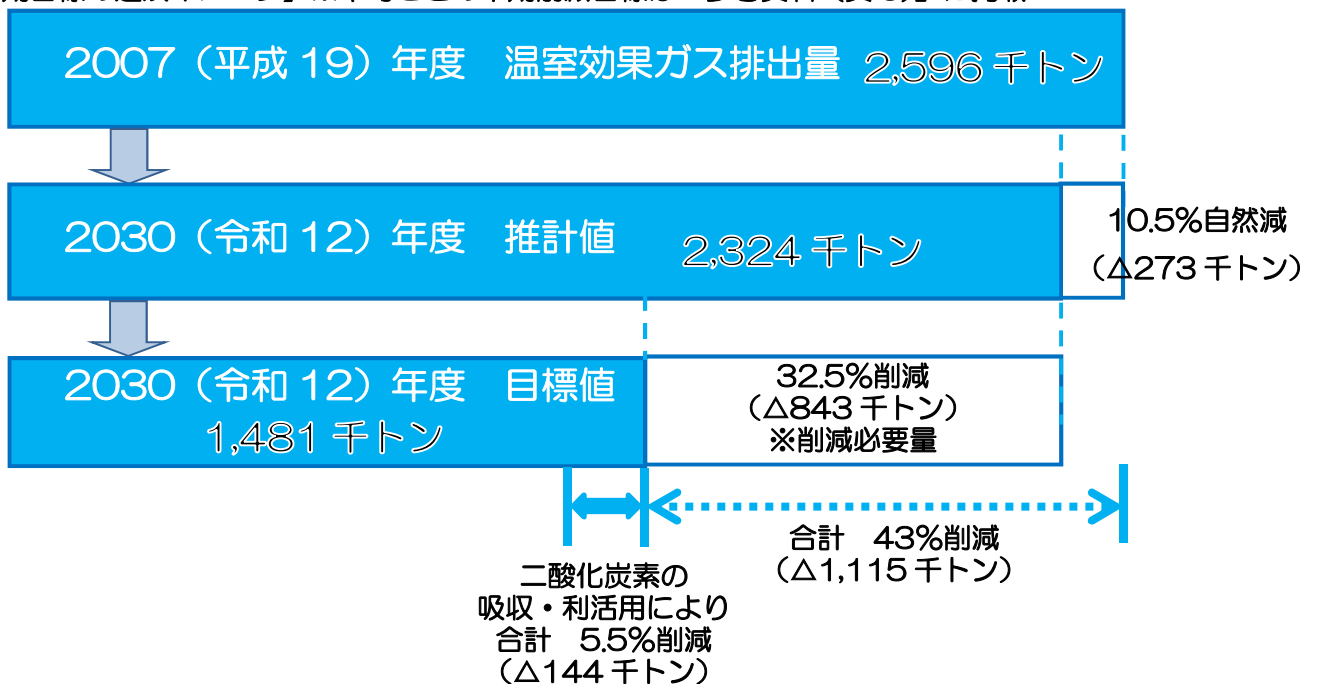 2007（平成 19）年度　温室効果ガス排出量　2,596 千トン
2030（令和 12）年度　推計値　2,324 千トン
10.5%自然減
（△273 千トン）
2030（令和 12）年度　目標値
1,481 千トン
32.5%削減
（△843 千トン）
※削減必要量
合計　43%削減
（△1,115 千トン）
二酸化炭素の
吸収・利活用により
合計　5.5%削減
（△144 千トン）